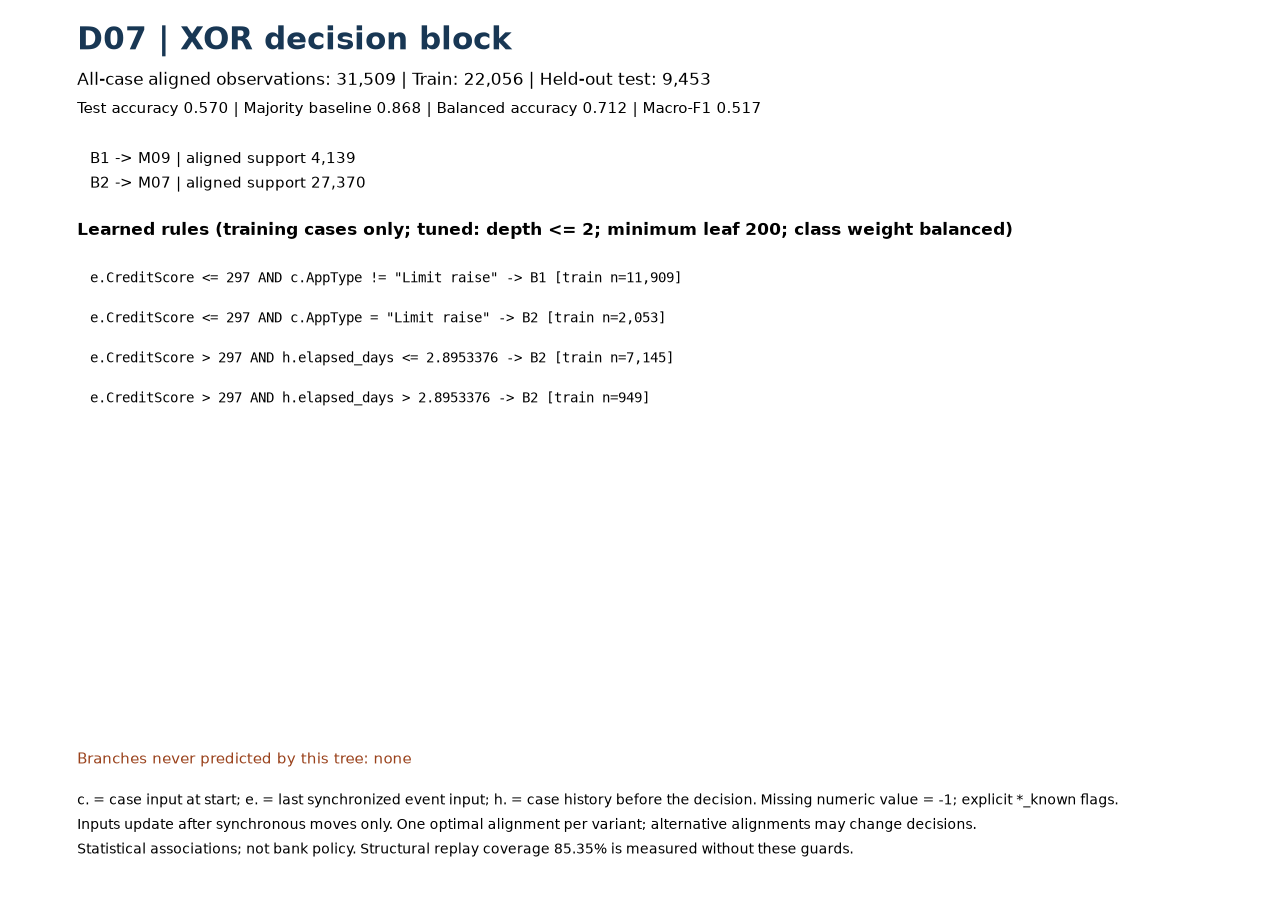 D07 | XOR decision block
All-case aligned observations: 31,509 | Train: 22,056 | Held-out test: 9,453
Test accuracy 0.570 | Majority baseline 0.868 | Balanced accuracy 0.712 | Macro-F1 0.517
B1 -> M09 | aligned support 4,139
B2 -> M07 | aligned support 27,370
Learned rules (training cases only; tuned: depth <= 2; minimum leaf 200; class weight balanced)
e.CreditScore <= 297 AND c.AppType != "Limit raise" -> B1 [train n=11,909]
e.CreditScore <= 297 AND c.AppType = "Limit raise" -> B2 [train n=2,053]
e.CreditScore > 297 AND h.elapsed_days <= 2.8953376 -> B2 [train n=7,145]
e.CreditScore > 297 AND h.elapsed_days > 2.8953376 -> B2 [train n=949]
Branches never predicted by this tree: none
c. = case input at start; e. = last synchronized event input; h. = case history before the decision. Missing numeric value = -1; explicit *_known flags.
Inputs update after synchronous moves only. One optimal alignment per variant; alternative alignments may change decisions.
Statistical associations; not bank policy. Structural replay coverage 85.35% is measured without these guards.